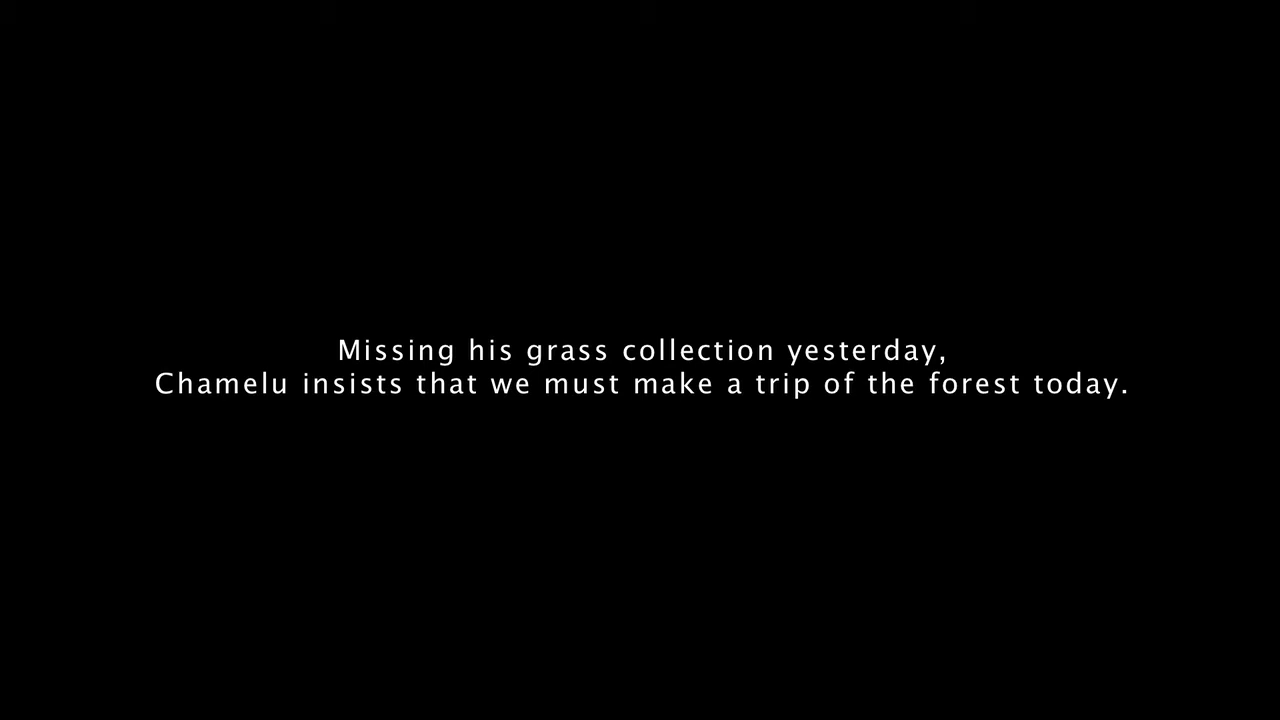 Missing his grass collection yesterday,
Chamelu insists that we must make a trip of the forest today.